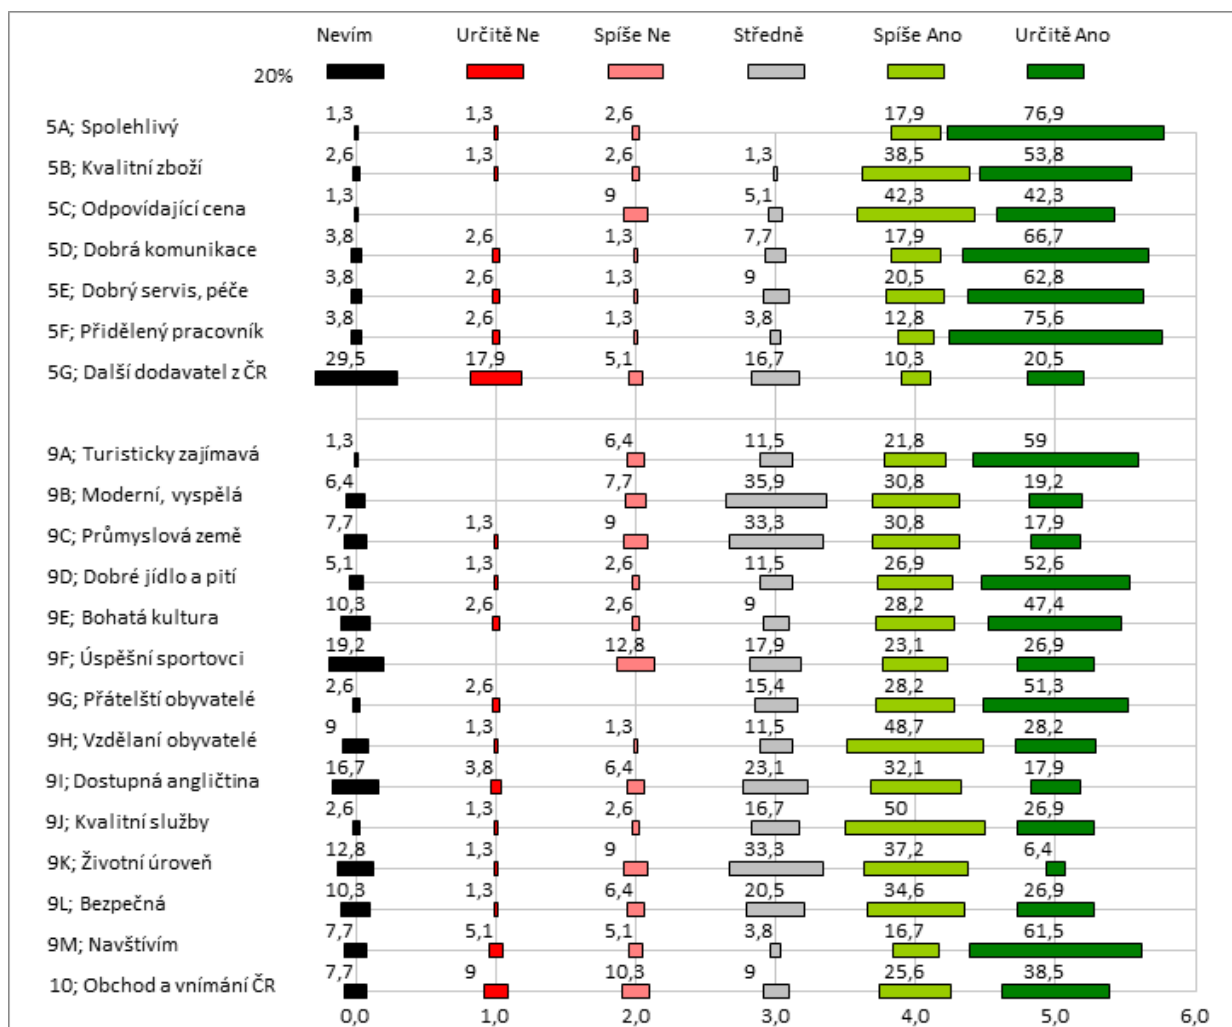 Nevím Určitě Ne Spíše Ne Středně Spíše Ano Určitě Ano
20%
5A; Spolehlivý 1,3 1,3 2,6 17,9 76,9
5B; Kvalitní zboží 2,6 1,3 2,6 1,3 38,5 53,8
5C; Odpovídající cena 1,3 9 5,1 42,3 42,3
5D; Dobrá komunikace 3,8 2,6 1,3 7,7 17,9 66,7
5E; Dobrý servis, péče 3,8 2,6 1,3 9 20,5 62,8
5F; Přidělený pracovník 3,8 2,6 1,3 3,8 12,8 75,6
5G; Další dodavatel z ČR 29,5 17,9 5,1 16,7 10,3 20,5
9A; Turisticky zajímavá 1,3 6,4 11,5 21,8 59
9B; Moderní, vyspělá 6,4 7,7 35,9 30,8 19,2
9C; Průmyslová země 7,7 1,3 9 33,3 30,8 17,9
9D; Dobré jídlo a pití 5,1 1,3 2,6 11,5 26,9 52,6
9E; Bohatá kultura 10,3 2,6 2,6 9 28,2 47,4
9F; Úspěšní sportovci 19,2 12,8 17,9 23,1 26,9
9G; Přátelští obyvatelé 2,6 2,6 15,4 28,2 51,3
9H; Vzdělaní obyvatelé 9 1,3 1,3 11,5 48,7 28,2
9I; Dostupná angličtina 16,7 3,8 6,4 23,1 32,1 17,9
9J; Kvalitní služby 2,6 1,3 2,6 16,7 50 26,9
9K; Životní úroveň 12,8 1,3 9 33,3 37,2 6,4
9L; Bezpečná 10,3 1,3 6,4 20,5 34,6 26,9
9M; Navštívím 7,7 5,1 5,1 3,8 16,7 61,5
10; Obchod a vnímání ČR 7,7 9 10,3 9 25,6 38,5
0,0 1,0 2,0 3,0 4,0 5,0 6,0